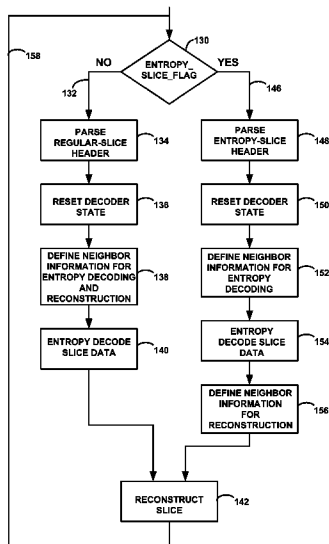 158
130
ENTROPY_
SLICE_FLAG
NO
YES
132
146
PARSE
REGULAR-SLICE
HEADER
134
PARSE
ENTROPY-SLICE
HEADER
148
RESET DECODER
STATE
136
RESET DECODER
STATE
150
DEFINE NEIGHBOR
INFORMATION FOR
ENTROPY DECODING
AND
RECONSTRUCTION
138
DEFINE NEIGHBOR
INFORMATION FOR
ENTROPY
DECODING
152
ENTROPY DECODE
SLICE DATA
140
ENTROPY
DECODE SLICE
DATA
154
DEFINE NEIGHBOR
INFORMATION
FOR
RECONSTRUCTION
156
RECONSTRUCT
SLICE
142